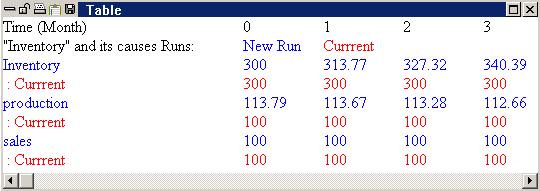 Table
Time (Month) 0 1 2 3
"Inventory" and its causes Runs: New Run Currrent
Inventory 300 313.77 327.32 340.39
: Currrent 300 300 300 300
production 113.79 113.67 113.28 112.66
: Currrent 100 100 100 100
sales 100 100 100 100
: Currrent 100 100 100 100